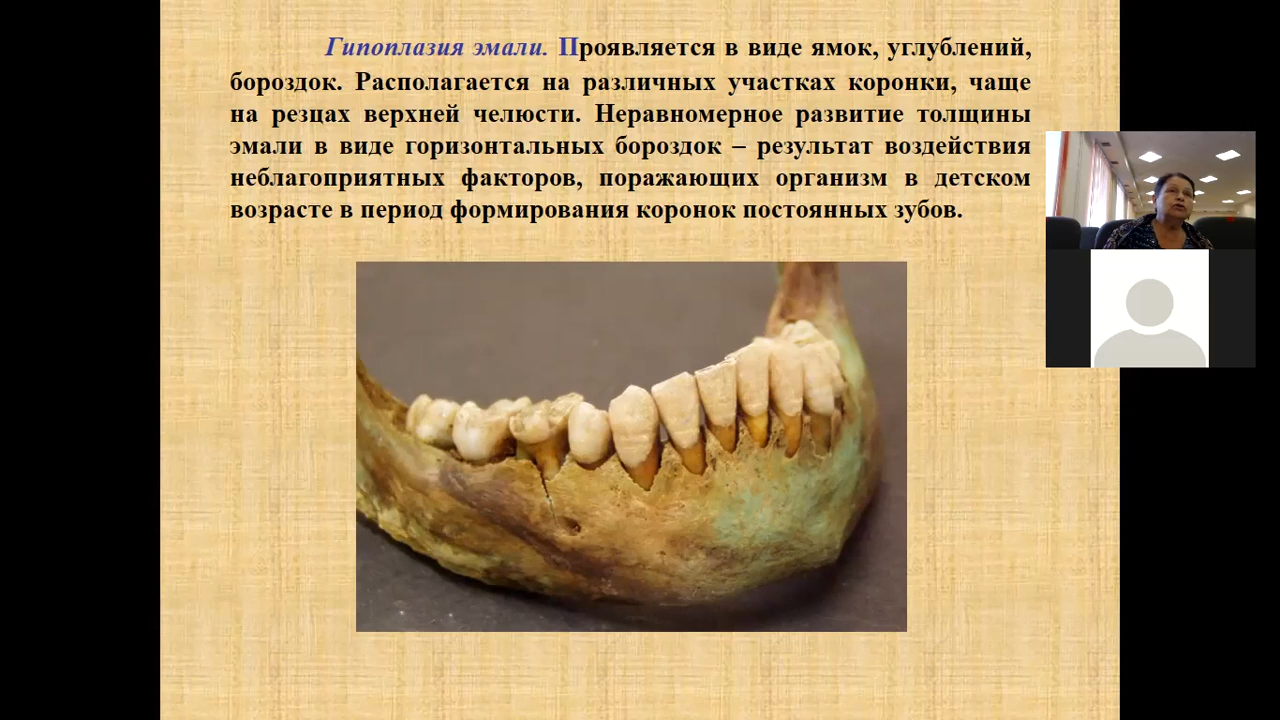 Гипоплазия эмали. Проявляется в виде ямок, углублений,
бороздок. Располагается на различных участках коронки, чаще
на резцах верхней челюсти. Неравномерное развитие толщины
эмали в виде горизонтальных бороздок – результат воздействия
неблагоприятных факторов, поражающих организм в детском
возрасте в период формирования коронок постоянных зубов.